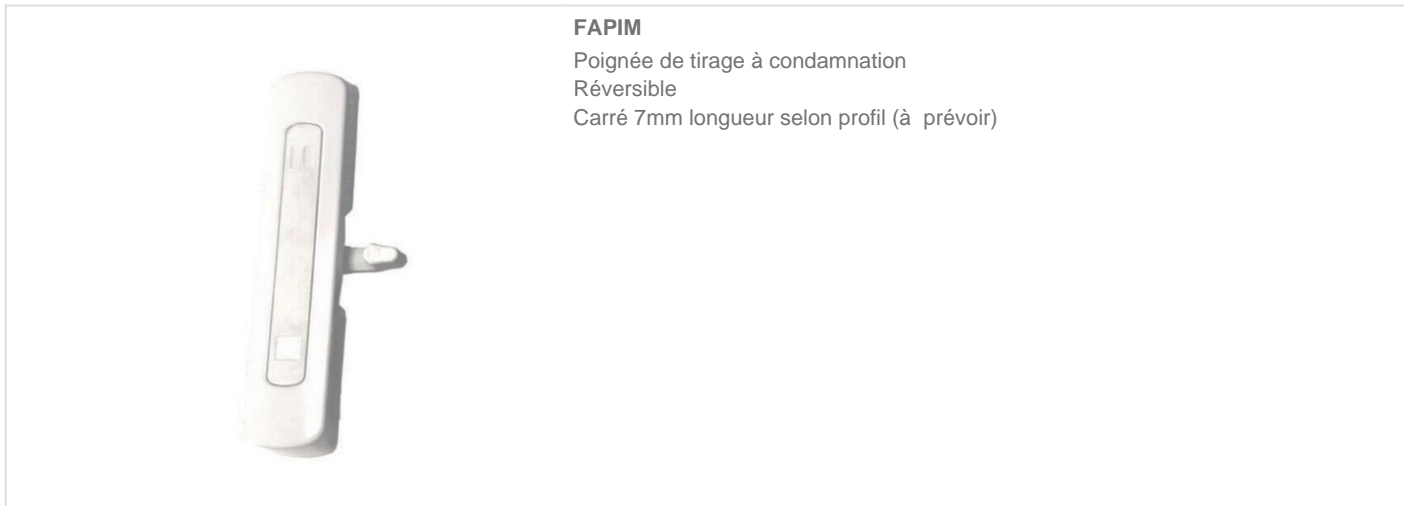 FAPIM
Poignée de tirage à condamnation
Réversible
Carré 7mm longueur selon profil (à prévoir)